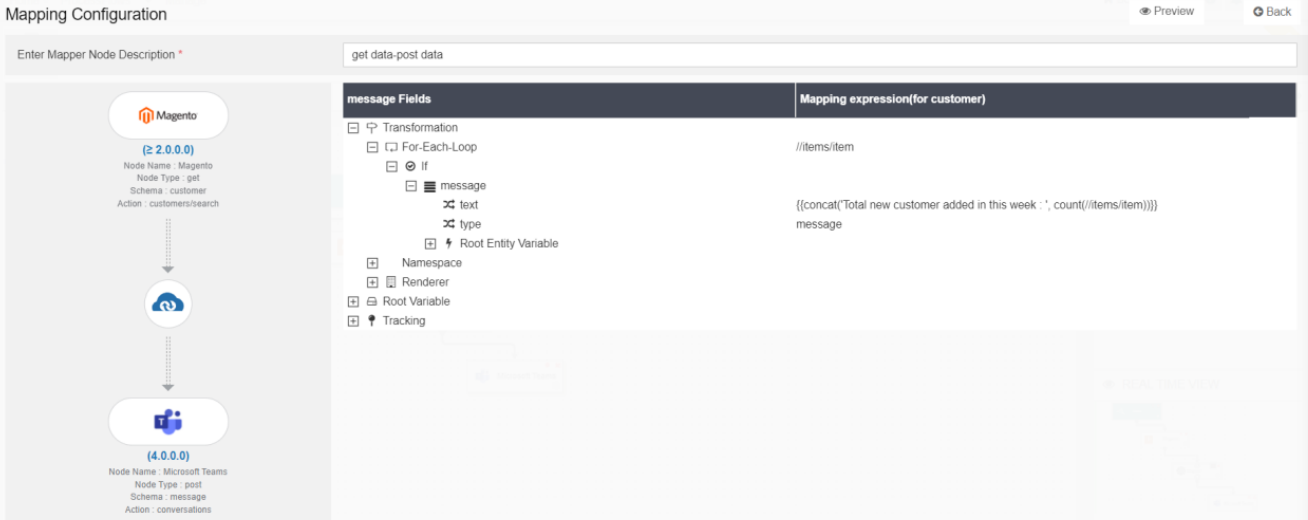 Mapping Configuration
Preview
Back
Enter Mapper Node Description *
get data-post data
Magento
(≥ 2.0.0.0)
Node Name : Magento
Node Type : get
Schema : customer
Action : customers/search
(4.0.0.0)
Node Name : Microsoft Teams
Node Type : post
Schema : message
Action : conversations
message Fields Mapping expression(for customer)
Transformation
For-Each-Loop //items/item
If
message
text {{concat('Total new customer added in this week : ', count(//items/item))}}
type message
Root Entity Variable
Namespace
Renderer
Root Variable
Tracking